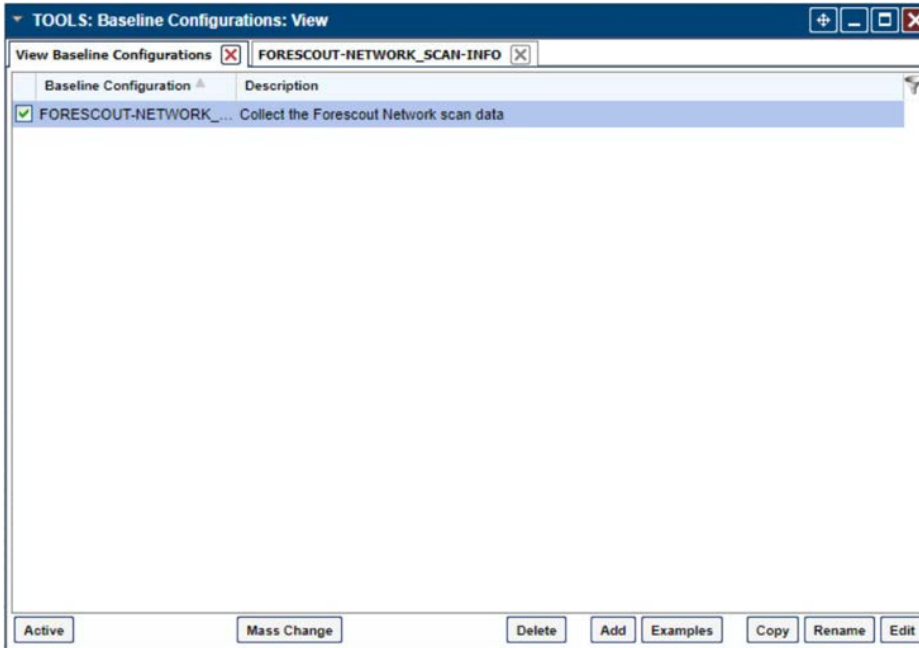 TOOLS: Baseline Configurations: View
View Baseline Configurations FORESCOUT-NETWORK_SCAN-INFO
Baseline Configuration Description
FORESCOUT-NETWORK_... Collect the Forescout Network scan data
Active Mass Change Delete Add Examples Copy Rename Edit